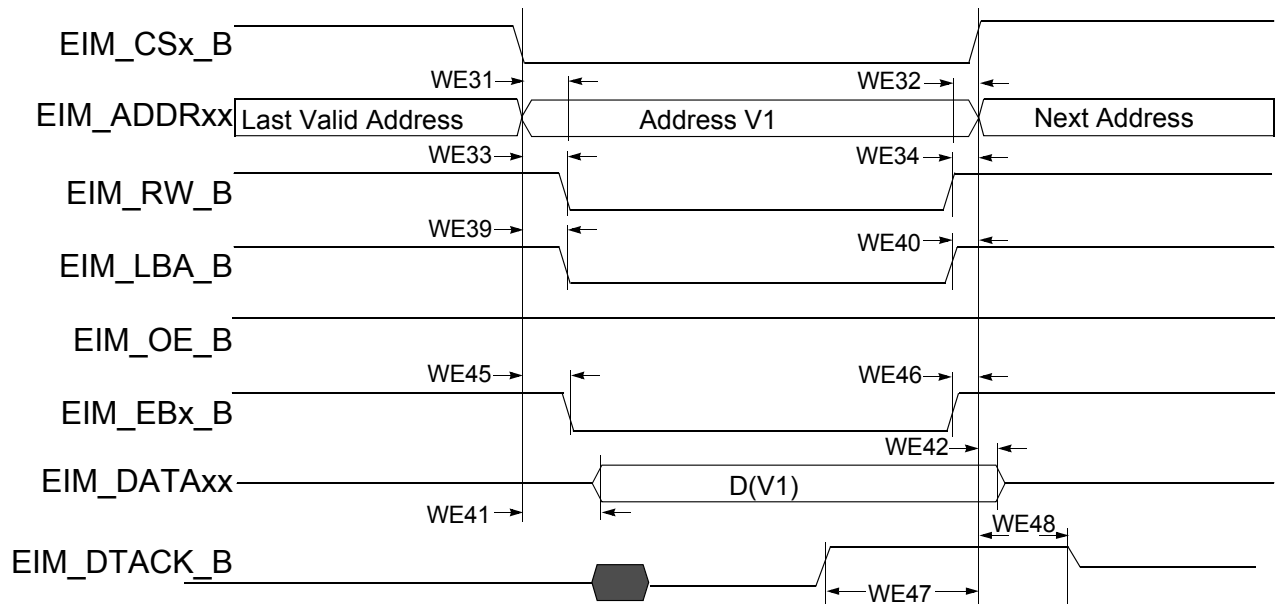 EIM_CSx_B
WE31
WE32
EIM_ADDRxx
Last Valid Address
Address V1
Next Address
WE33
WE34
EIM_RW_B
WE39
WE40
EIM_LBA_B
EIM_OE_B
WE45
WE46
EIM_EBx_B
WE42
EIM_DATAxx
D(V1)
WE41
WE48
EIM_DTACK_B
WE47